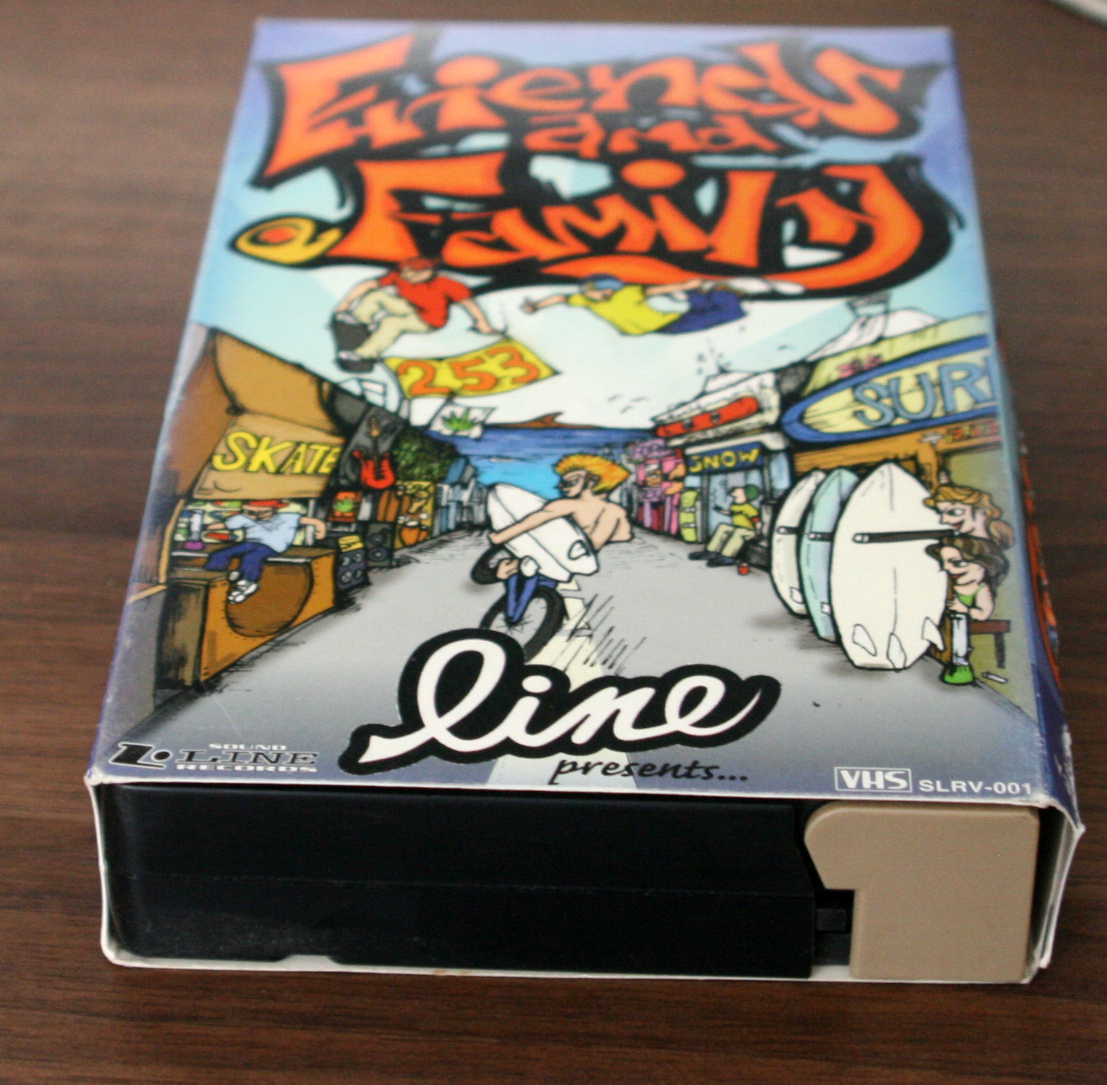 Friends
and
Family
253
SURF
SKATE
SNOW
line
presents...
SOUND
LINE
RECORDS
VHS SLRV-001